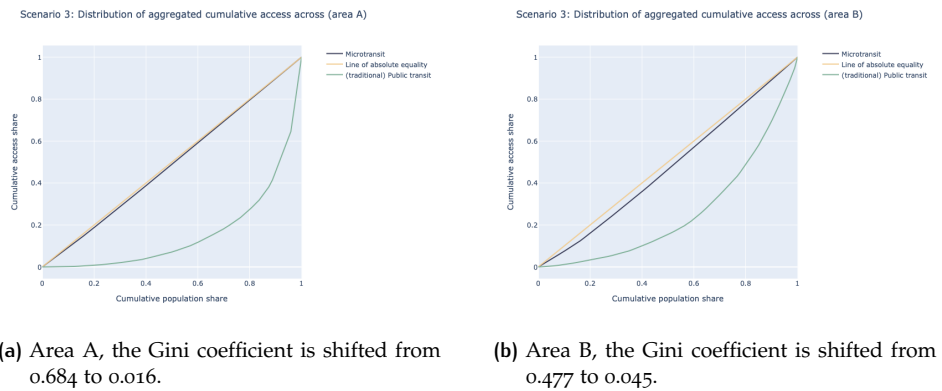 Scenario 3: Distribution of aggregated cumulative access across (area A)
Microtransit
Line of absolute equality
(traditional) Public transit
1
0.8
0.6
0.4
0.2
0
Cumulative access share
0
0.2
0.4
0.6
0.8
1
Cumulative population share
(a) Area A, the Gini coefficient is shifted from
0.684 to 0.016.
Scenario 3: Distribution of aggregated cumulative access across (area B)
Microtransit
Line of absolute equality
(traditional) Public transit
1
0.8
0.6
0.4
0.2
0
Cumulative access share
0
0.2
0.4
0.6
0.8
1
Cumulative population share
(b) Area B, the Gini coefficient is shifted from
0.477 to 0.045.